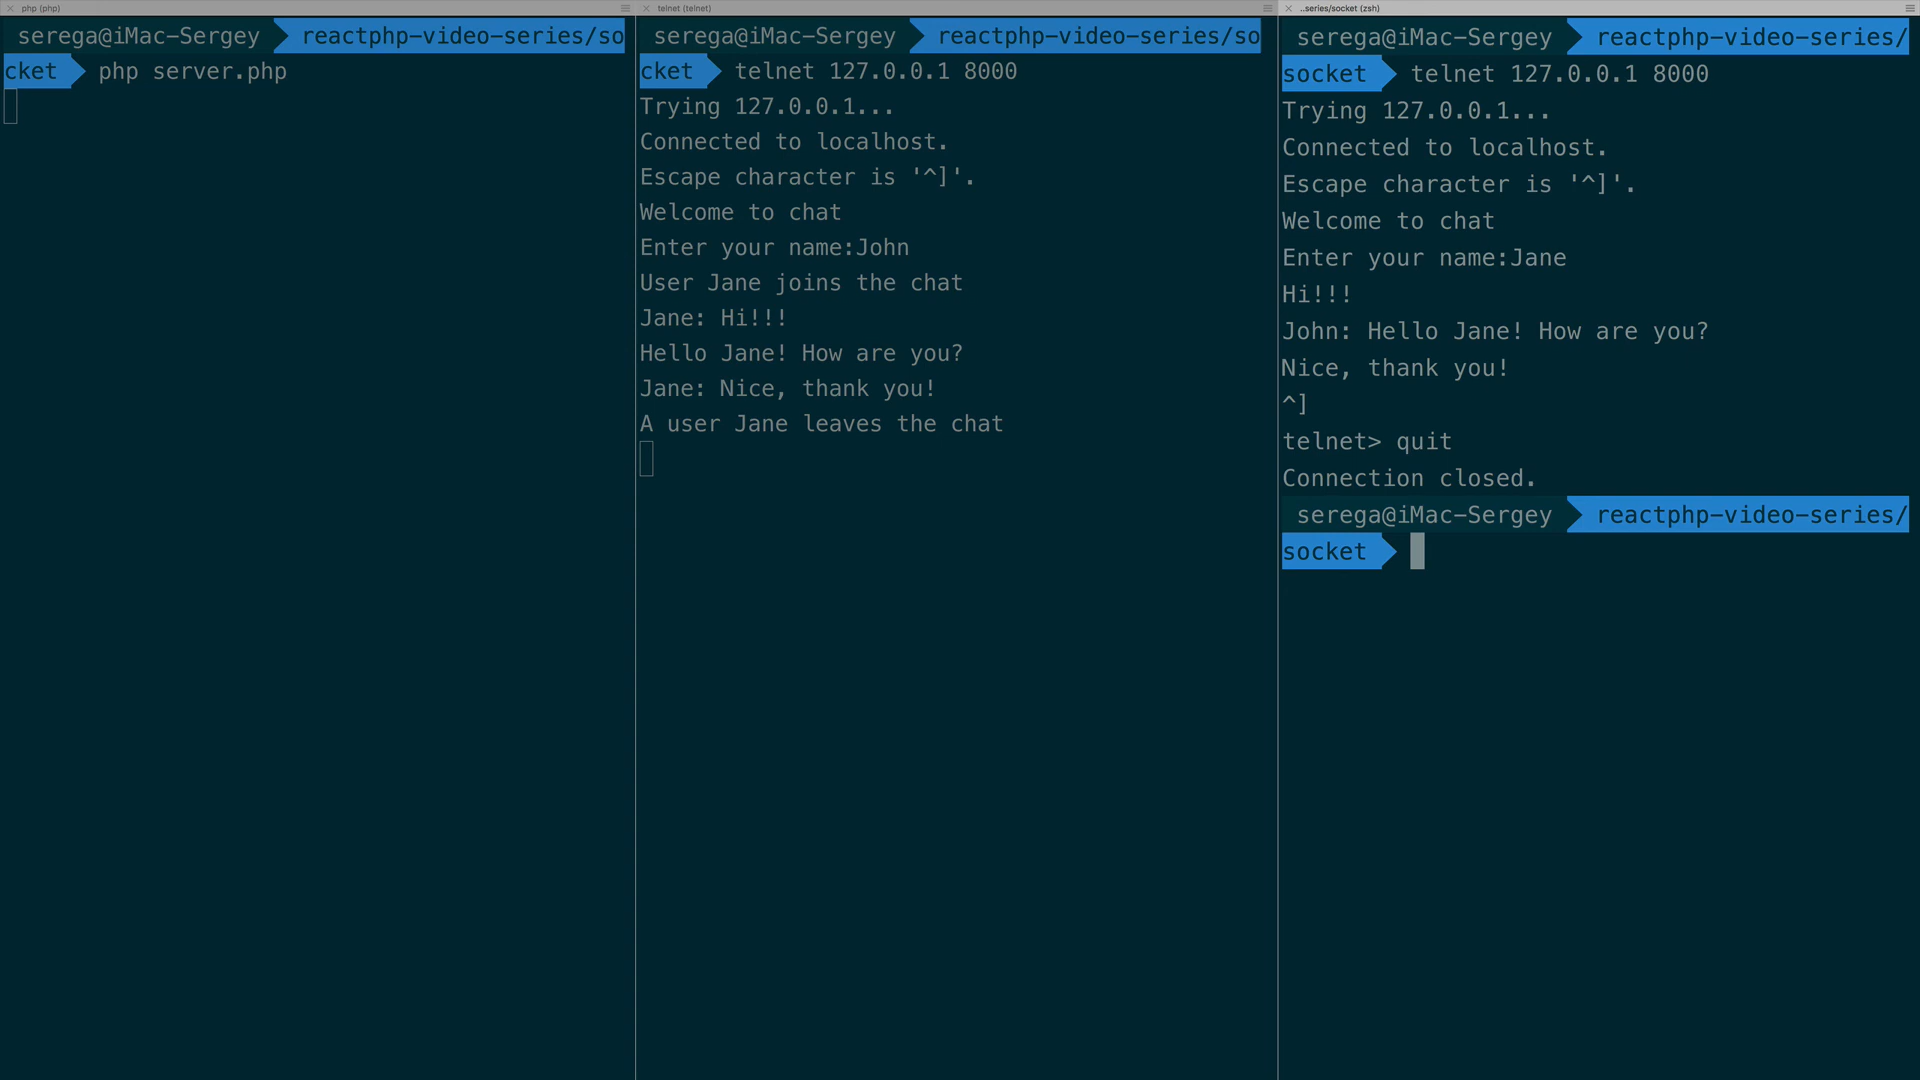 php (php)
serega@iMac-Sergey reactphp-video-series/so
cket php server.php
telnet (telnet)
serega@iMac-Sergey reactphp-video-series/so
cket telnet 127.0.0.1 8000
Trying 127.0.0.1...
Connected to localhost.
Escape character is '^]'.
Welcome to chat
Enter your name:John
User Jane joins the chat
Jane: Hi!!!
Hello Jane! How are you?
Jane: Nice, thank you!
A user Jane leaves the chat
..series/socket (zsh)
serega@iMac-Sergey reactphp-video-series/
socket telnet 127.0.0.1 8000
Trying 127.0.0.1...
Connected to localhost.
Escape character is '^]'.
Welcome to chat
Enter your name:Jane
Hi!!!
John: Hello Jane! How are you?
Nice, thank you!
^]
telnet> quit
Connection closed.
serega@iMac-Sergey reactphp-video-series/
socket